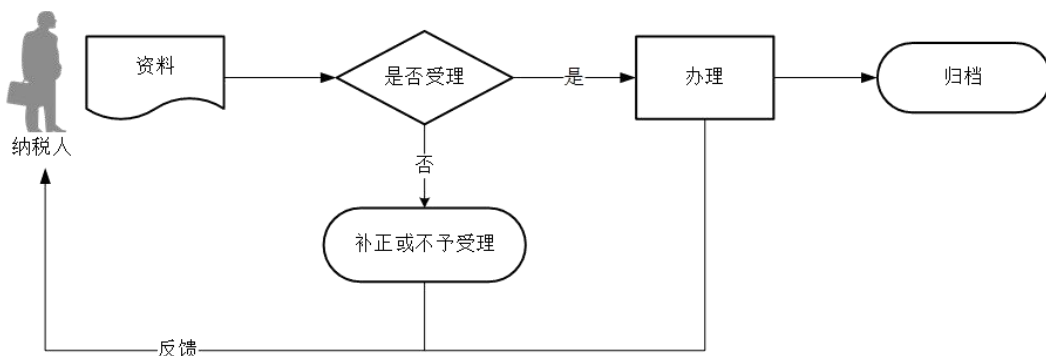 资料
是否受理
是
办理
归档
纳税人
否
补正或不予受理
反馈